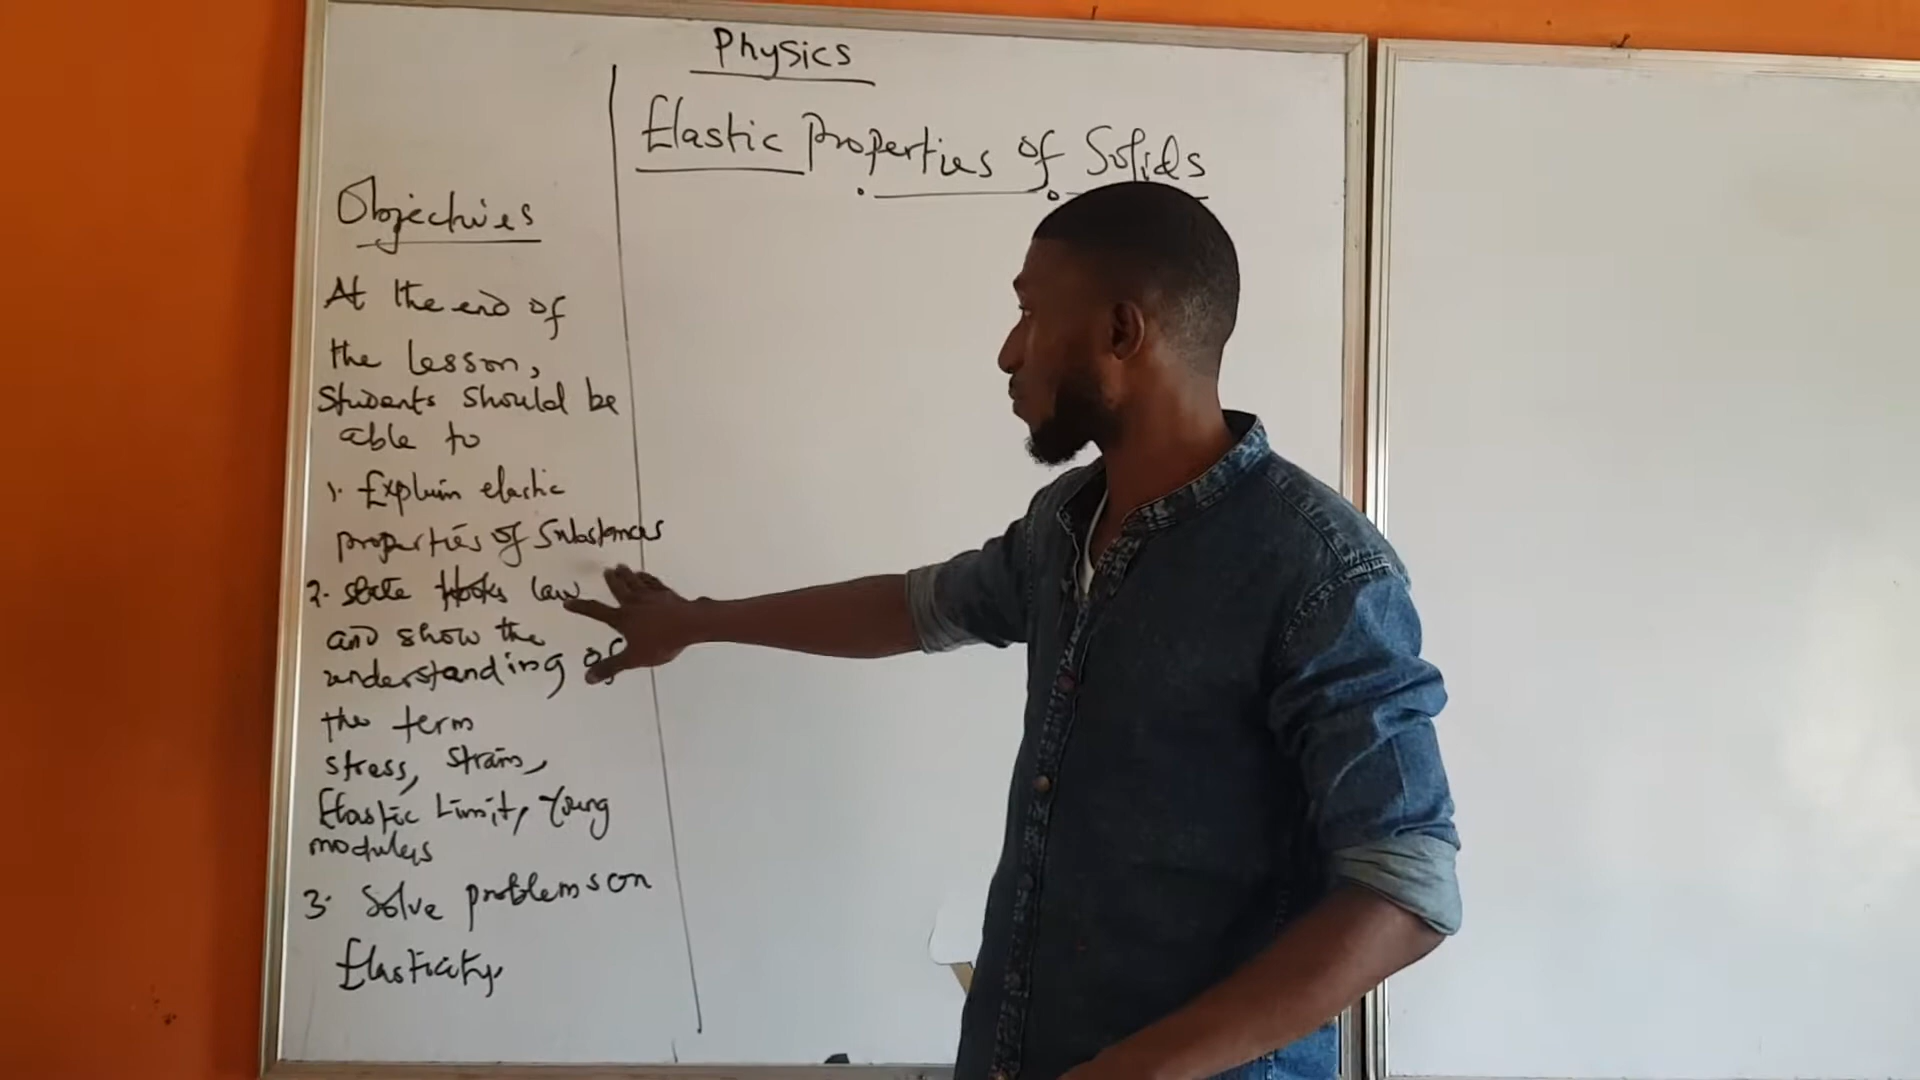 Physics
Elastic Properties of Solids
Objectives
At the end of
the lesson,
Students should be
able to
1. Explain elastic
properties of Substances
2. State Hooks law
and show the
understanding of
the term
stress, strain,
Elastic Limit, Young
modulus
3. Solve problems on
Elasticity.